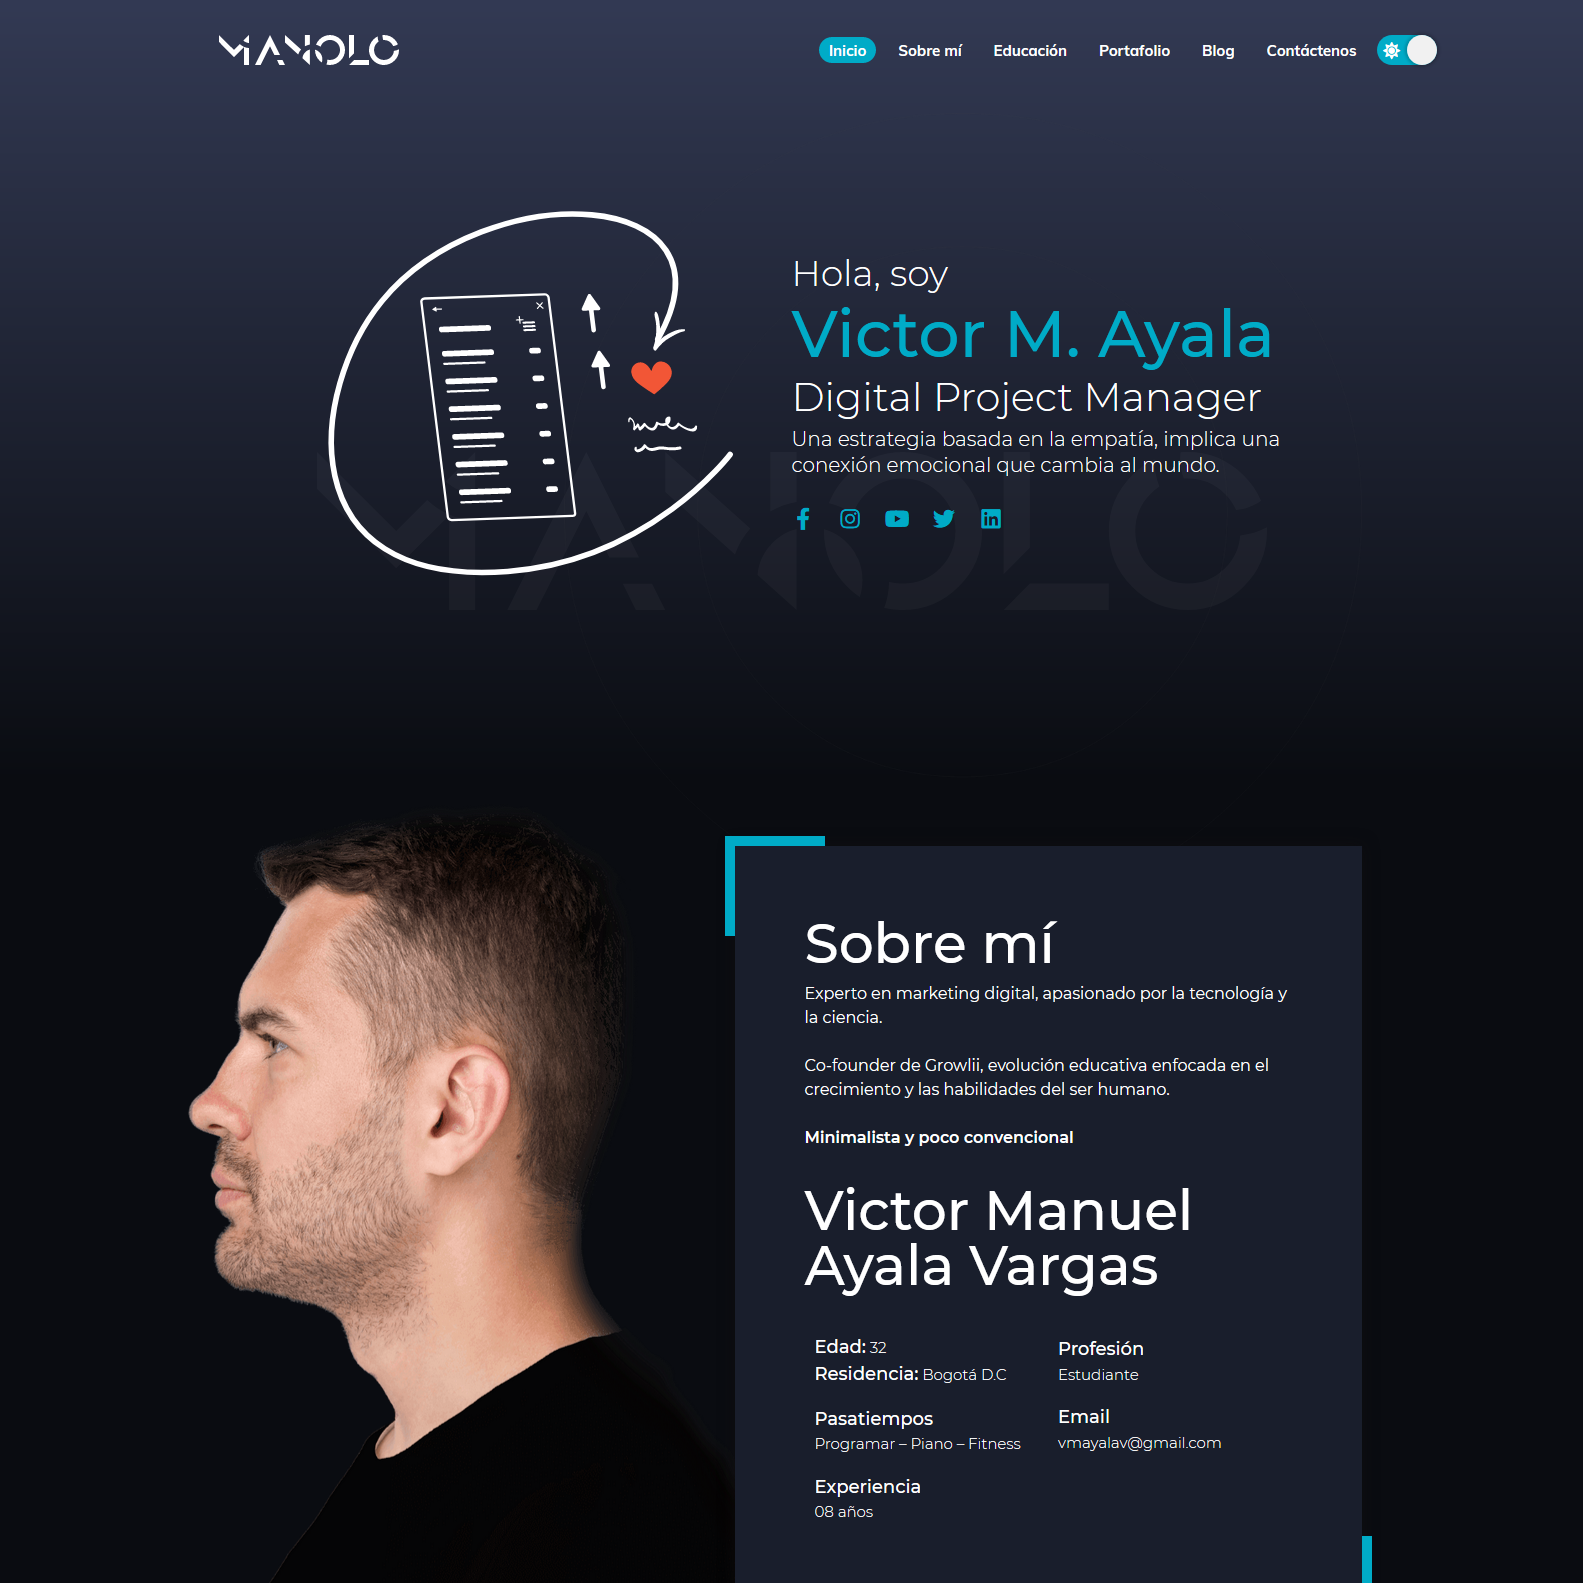 MANOLO
Inicio Sobre mí Educación Portafolio Blog Contáctenos
Hola, soy
Victor M. Ayala
Digital Project Manager
Una estrategia basada en la empatía, implica una
conexión emocional que cambia al mundo.
MANOLO
Sobre mí
Experto en marketing digital, apasionado por la tecnología y
la ciencia.
Co-founder de Growlii, evolución educativa enfocada en el
crecimiento y las habilidades del ser humano.
Minimalista y poco convencional
Victor Manuel
Ayala Vargas
Edad: 32
Residencia: Bogotá D.C
Pasatiempos
Programar – Piano – Fitness
Experiencia
08 años
Profesión
Estudiante
Email
vmayalav@gmail.com